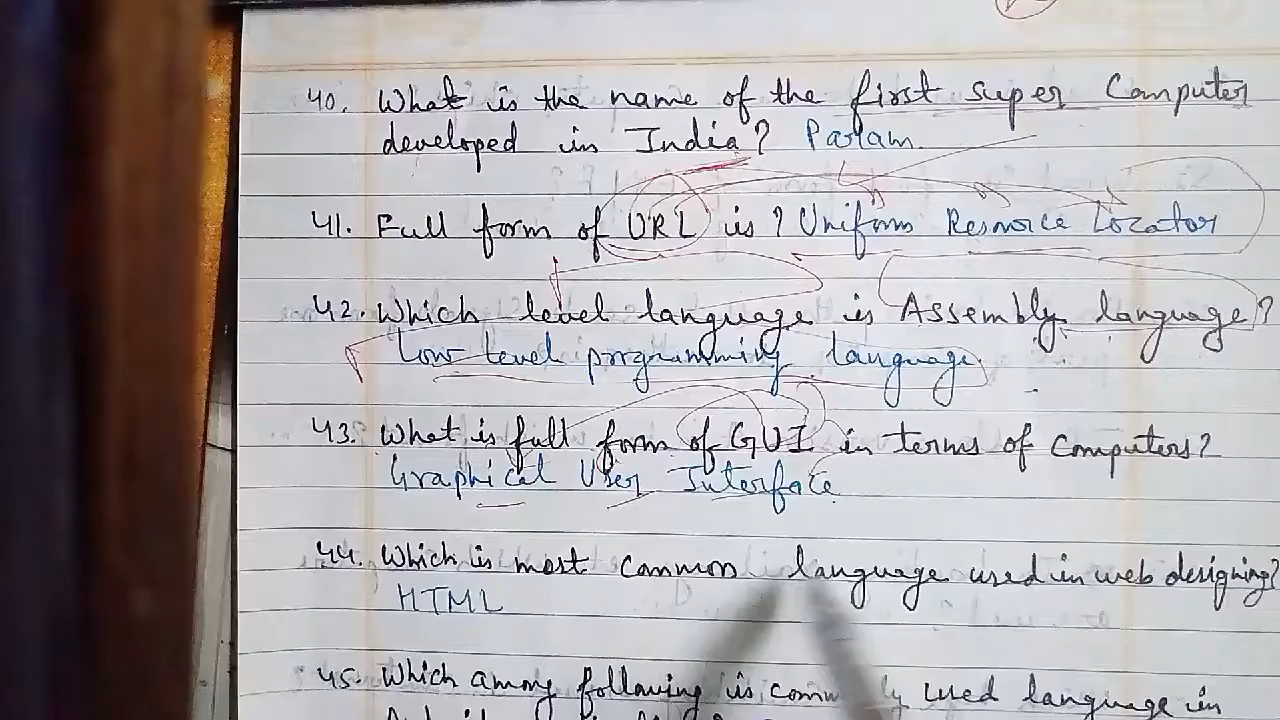 40. What is the name of the first super Computer
developed in India? Param
41. Full form of URL is? Uniform Resource Locator
42. Which level language is Assembly language?
Low level programming language
43. What is full form of GUI in terms of Computers?
Graphical User Interface
44. Which is most common language used in web designing?
HTML
45. Which among following is used language in